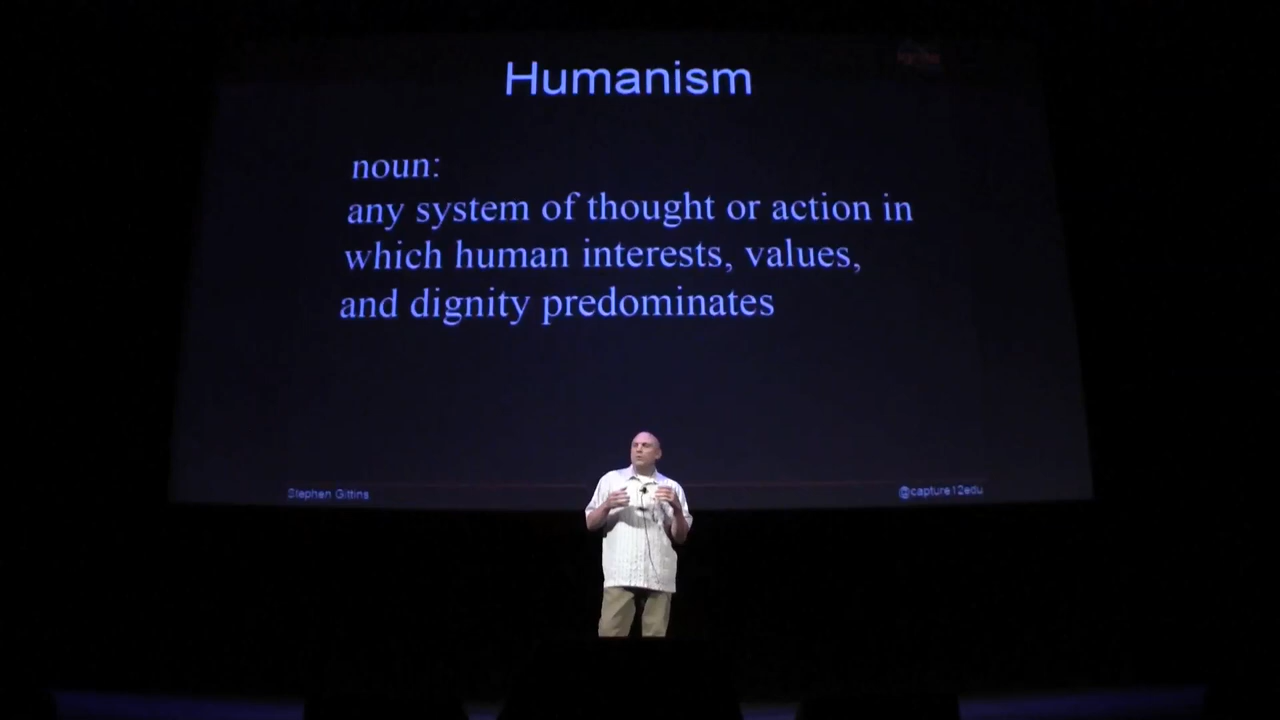 Humanism
noun:
any system of thought or action in
which human interests, values,
and dignity predominates
Stephen Gittins
@capture12edu